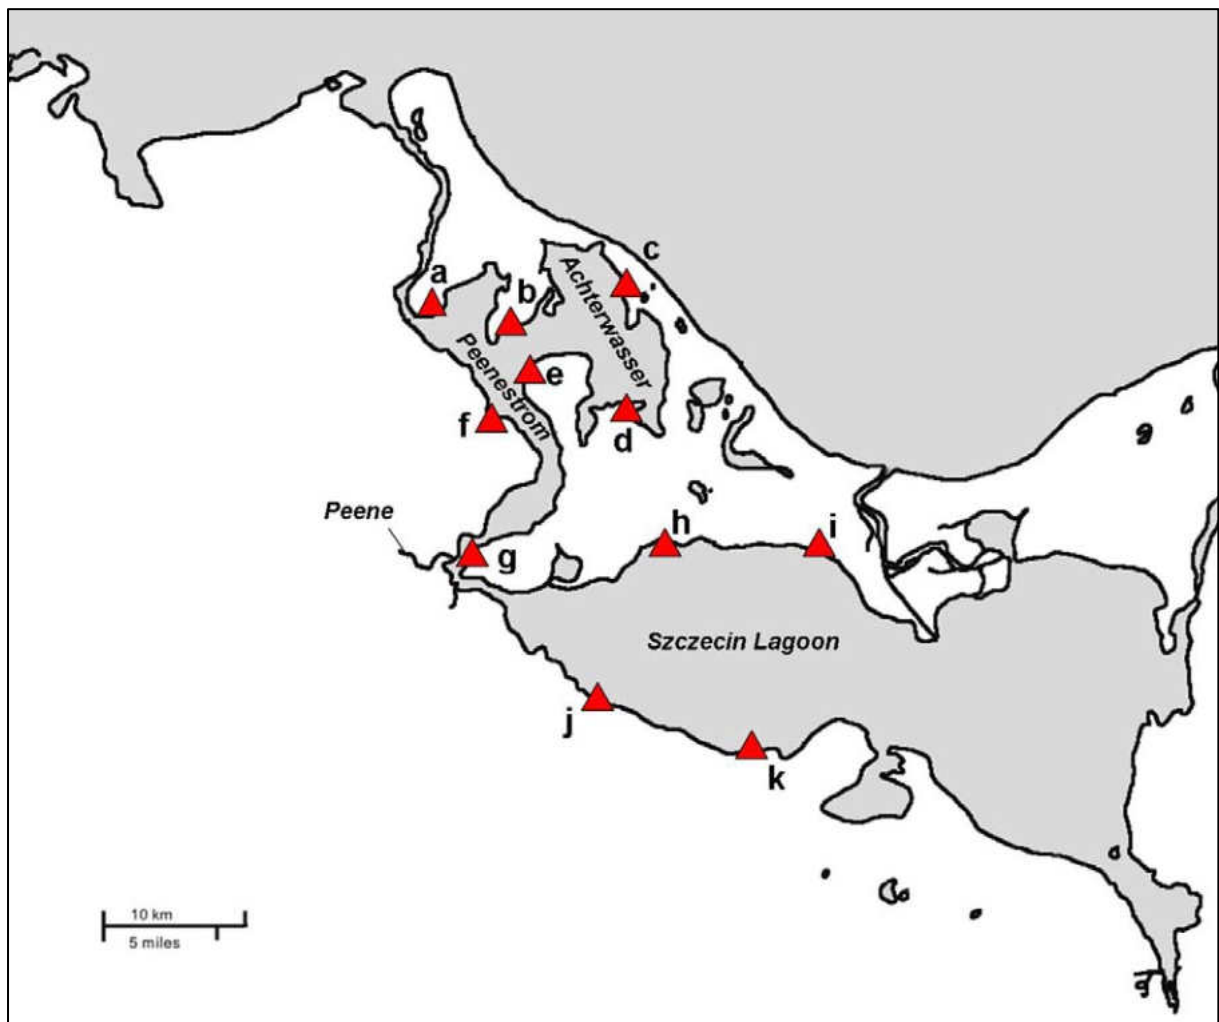 c
a
Achterwasser
b
Peenestrom
e
f
d
Peene
h
i
g
Szczecin Lagoon
j
k
10 km
5 miles